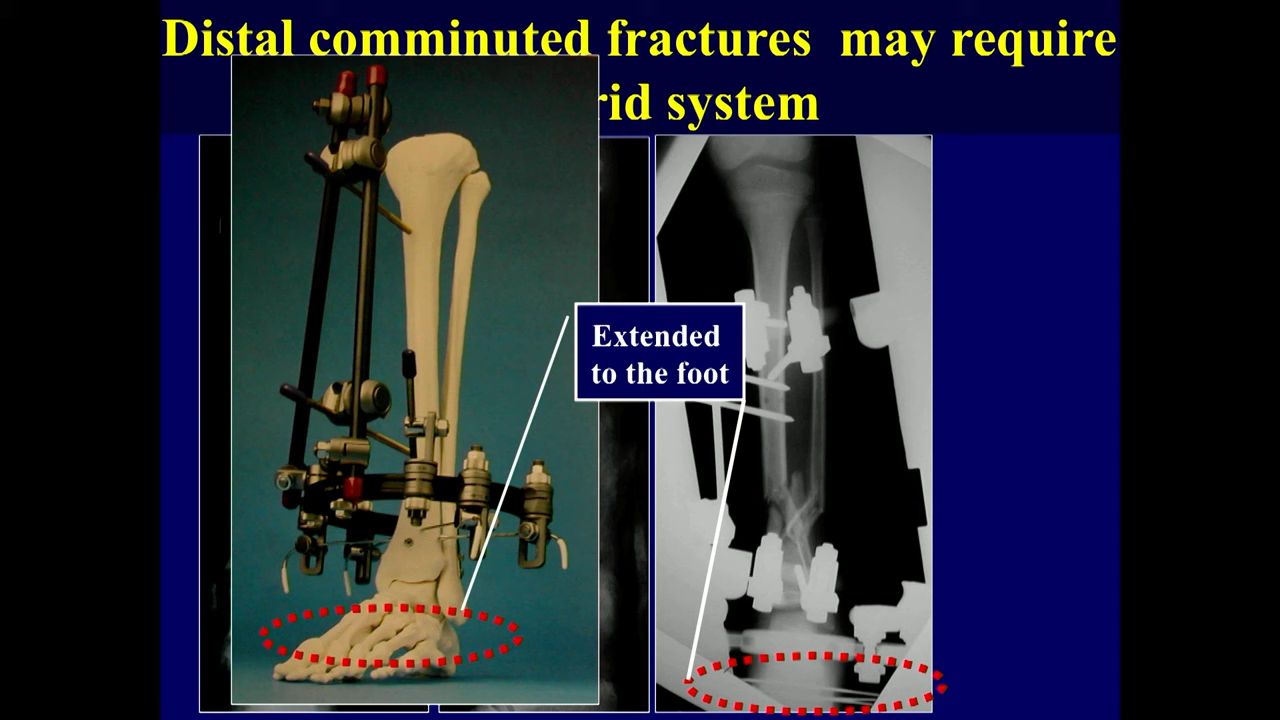 Distal comminuted fractures may require
rid system
Extended
to the foot